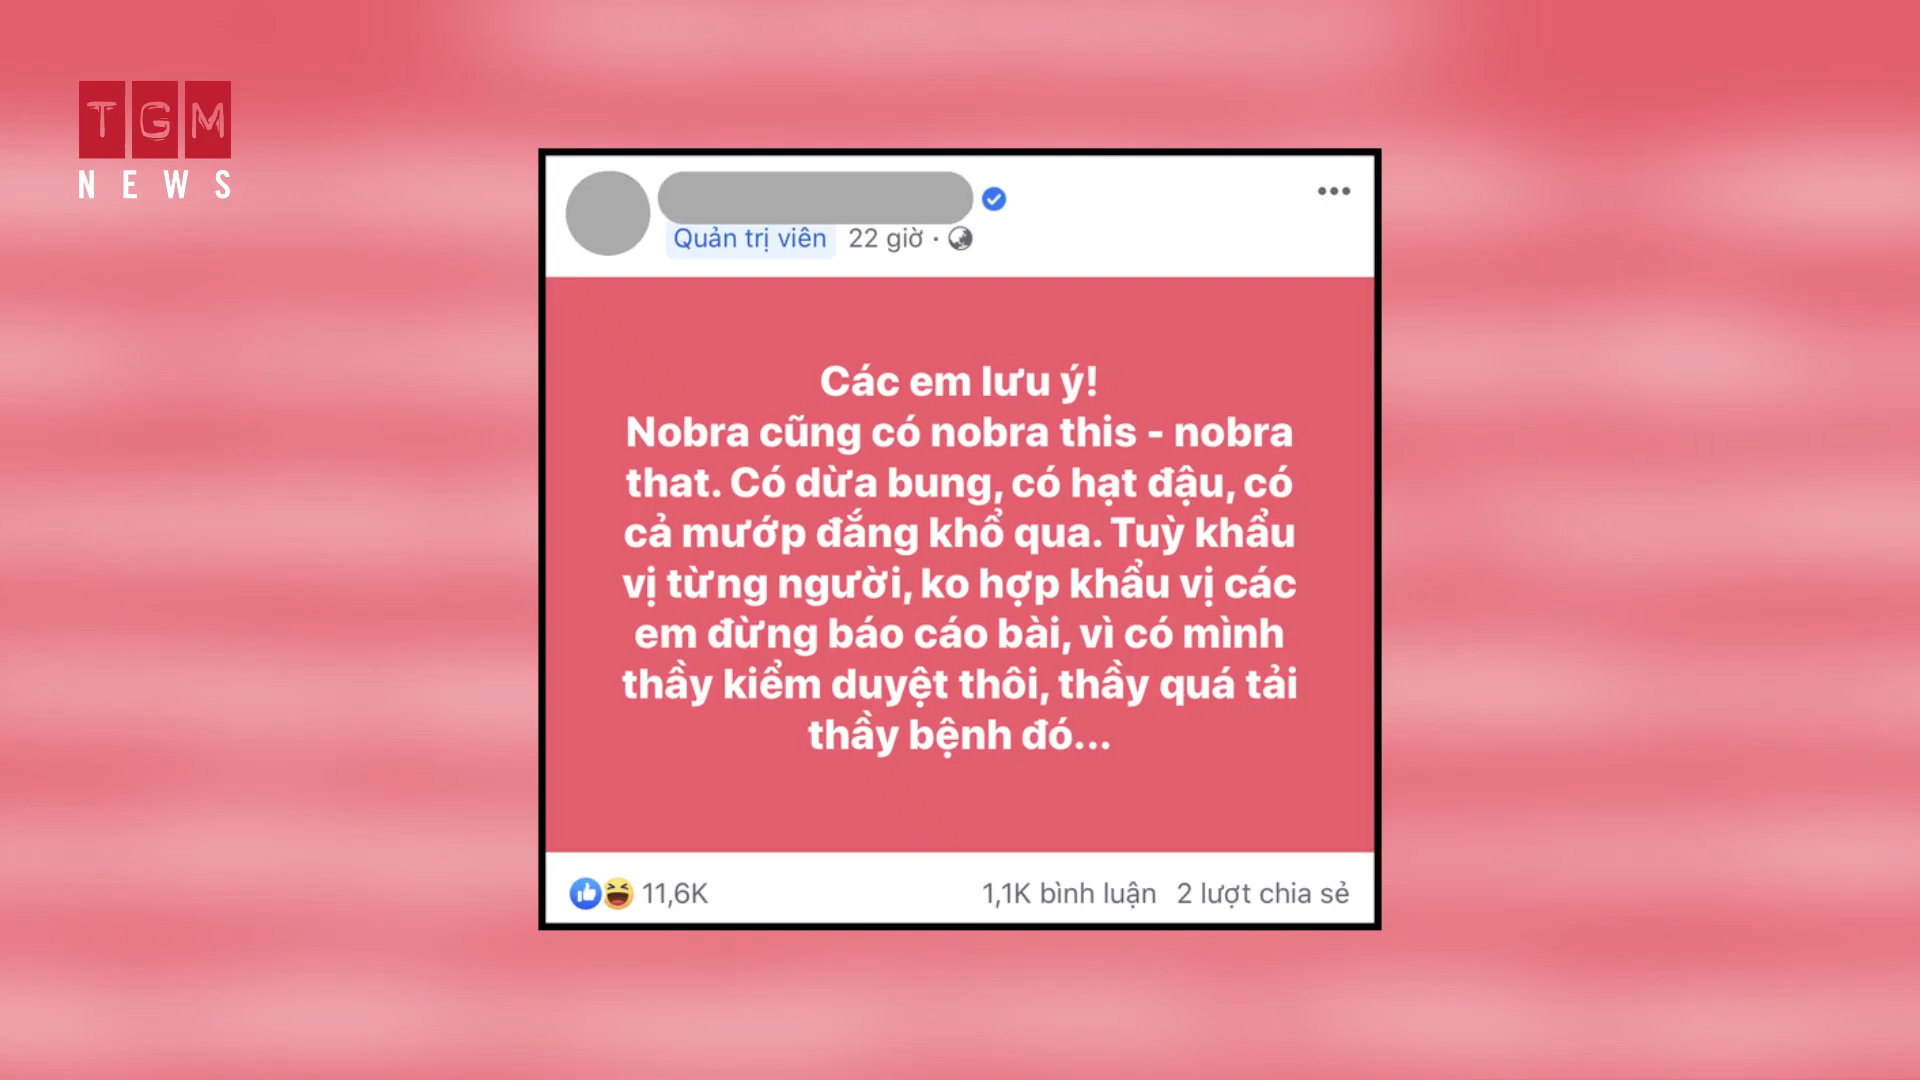 TGM
NEWS
Quản trị viên 22 giờ ·
Các em lưu ý!
Nobra cũng có nobra this - nobra
that. Có dừa bung, có hạt đậu, có
cả mướp đắng khổ qua. Tuỳ khẩu
vị từng người, ko hợp khẩu vị các
em đừng báo cáo bài, vì có mình
thầy kiểm duyệt thôi, thầy quá tải
thầy bệnh đó...
11,6K 1,1K bình luận 2 lượt chia sẻ